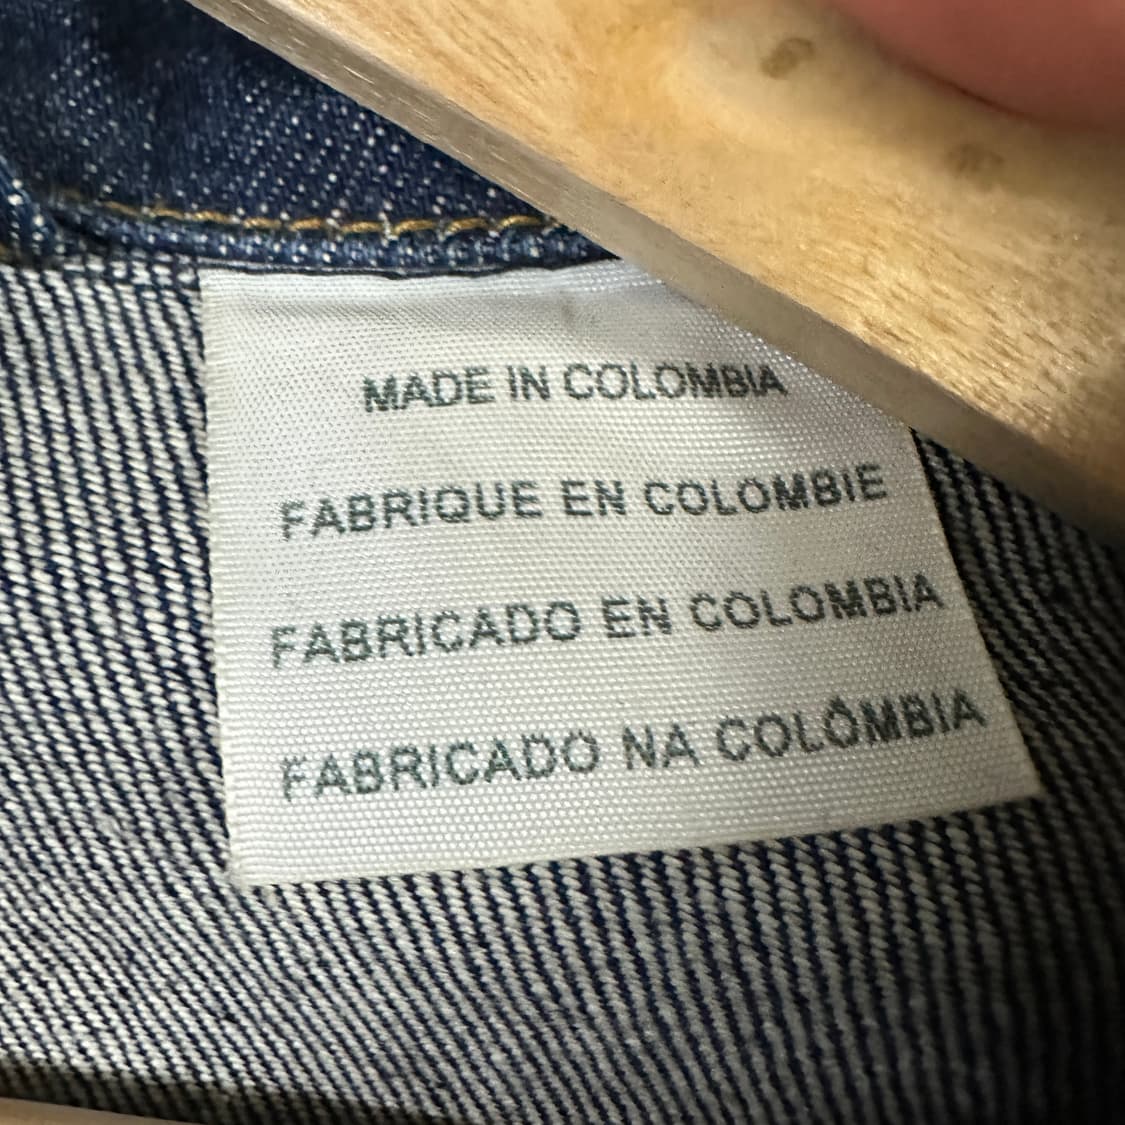 MADE IN COLOMBIA
FABRIQUE EN COLOMBIE
FABRICADO EN COLOMBIA
FABRICADO NA COLÔMBIA